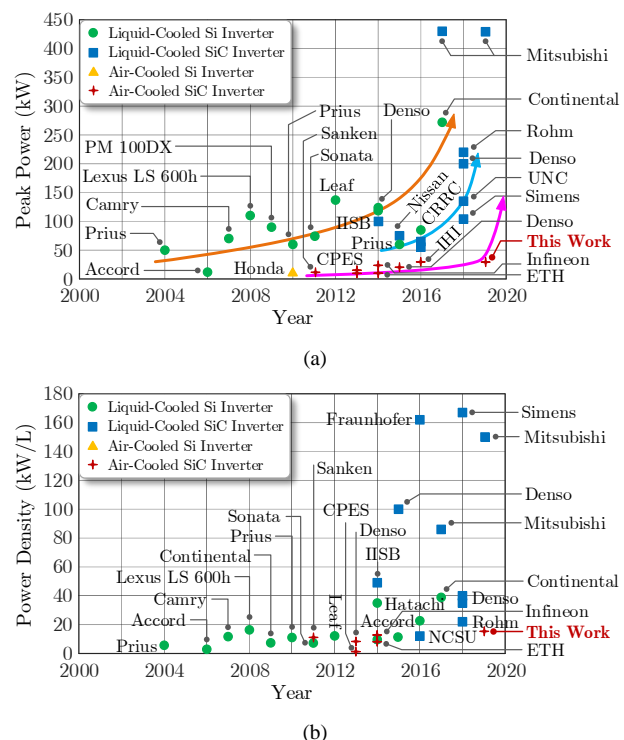 450
400
350
300
250
200
150
100
50
0
Peak Power (kW)
Liquid-Cooled Si Inverter
Liquid-Cooled SiC Inverter
Air-Cooled Si Inverter
Air-Cooled SiC Inverter
Mitsubishi
Continental
Prius
Denso
Sanken
Rohm
PM 100DX
Sonata
Nissan
Denso
Lexus LS 600h
Leaf
CRRC
UNC
Camry
IISB
Simens
Prius
Prius
IIHI
Denso
This Work
Accord
Honda
CPES
Infineon
ETH
2000
2004
2008
2012
2016
2020
Year
(a)
180
160
140
120
100
80
60
40
20
0
Power Density (kW/L)
Liquid-Cooled Si Inverter
Liquid-Cooled SiC Inverter
Air-Cooled Si Inverter
Air-Cooled SiC Inverter
Fraunhofer
Simens
Mitsubishi
Sanken
CPES
Denso
Sonata
Denso
Mitsubishi
Prius
IISB
Continental
Continental
Lexus LS 600h
Leaf
Hatachi
Denso
Camry
Infineon
Accord
Accord
Rohm
This Work
Prius
NCSU
ETH
2000
2004
2008
2012
2016
2020
Year
(b)